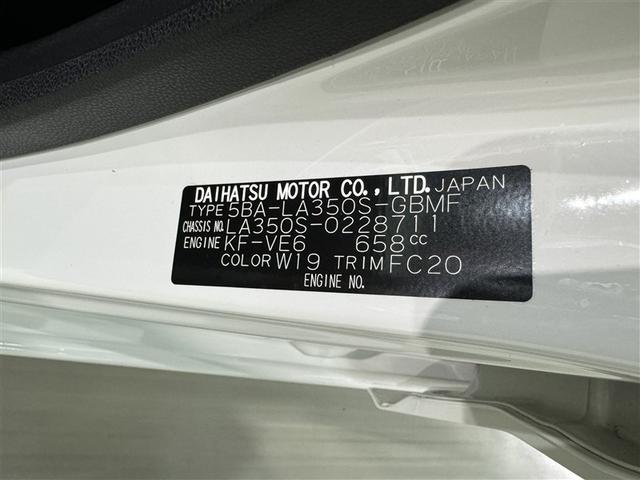 DAIHATSU MOTOR CO.,LTD. JAPAN
TYPE 5BA-LA350S-GBMF
CHASSIS NO. LA350S-0228711
ENGINE KF-VE6 658cc
COLOR W19 TRIM FC20
ENGINE NO.